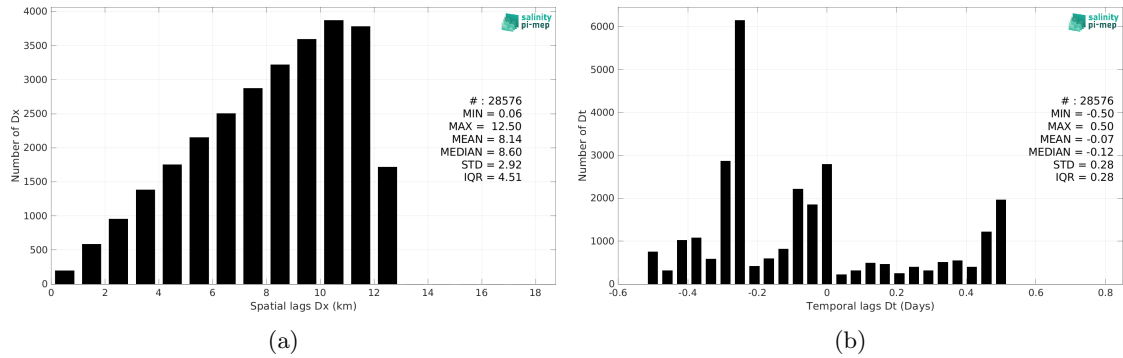 4000
3500
3000
2500
2000
1500
1000
500
0
Number of Dx
0 2 4 6 8 10 12 14 16 18
Spatial lags Dx (km)
salinity
pi-mep
# : 28576
MIN = 0.06
MAX = 12.50
MEAN = 8.14
MEDIAN = 8.60
STD = 2.92
IQR = 4.51
(a)
6000
5000
4000
3000
2000
1000
0
Number of Dt
-0.6 -0.4 -0.2 0 0.2 0.4 0.6 0.8
Temporal lags Dt (Days)
salinity
pi-mep
# : 28576
MIN = -0.50
MAX = 0.50
MEAN = -0.07
MEDIAN = -0.12
STD = 0.28
IQR = 0.28
(b)